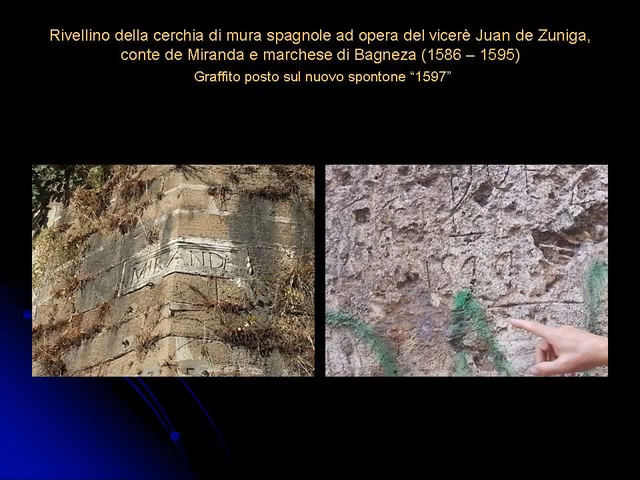 Rivellino della cerchia di mura spagnole ad opera del vicerè Juan de Zuniga,
conte de Miranda e marchese di Bagneza (1586 – 1595)
Graffito posto sul nuovo spontone “1597”
MIRANDE